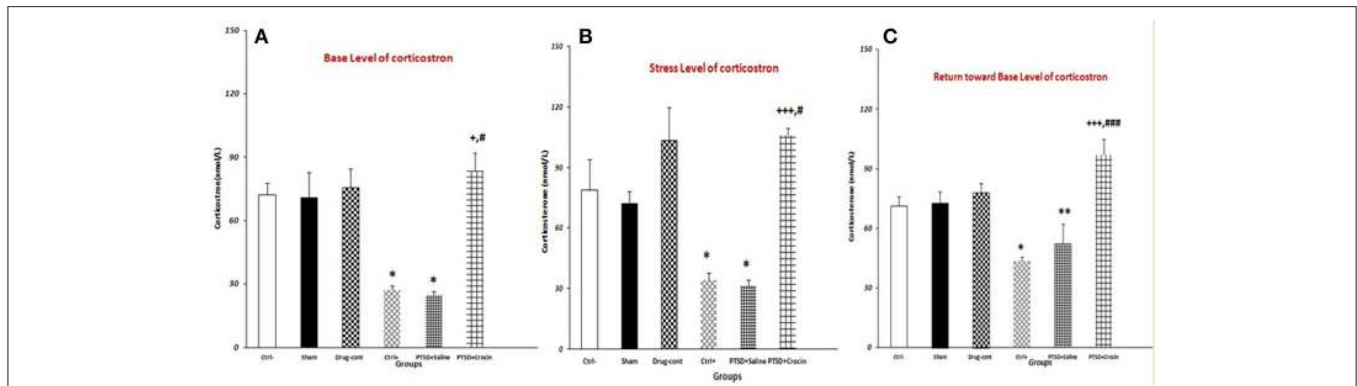 A
Base Level of corticostron
150
120
90
60
30
0
Corticostron(nmol/L)
+,#
*
*
Ctrl-
Sham
Drug-cont
Ctrl+
PTSD+Saline
PTSD+Crocin
Groups
B
Stress Level of corticostron
150
120
90
60
30
0
Corticosterone (nmol/L)
+++,#
*
*
Ctrl-
Sham
Drug-cont
Ctrl+
PTSD+Saline
PTSD+Crocin
Groups
C
Return toward Base Level of corticostron
150
120
90
60
30
0
Corticosterone (nmol/L)
+++,###
*
**
Ctrl-
Sham
Drug-cont
Ctrl+
PTSD+Saline
PTSD+Crocin
Groups